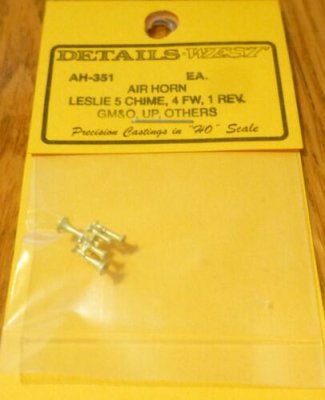 DETAILS WEST
AH-351 EA.
AIR HORN
LESLIE 5 CHIME, 4 FW, 1 REV.
GM&O, UP, OTHERS
Precision Castings in "HO" Scale